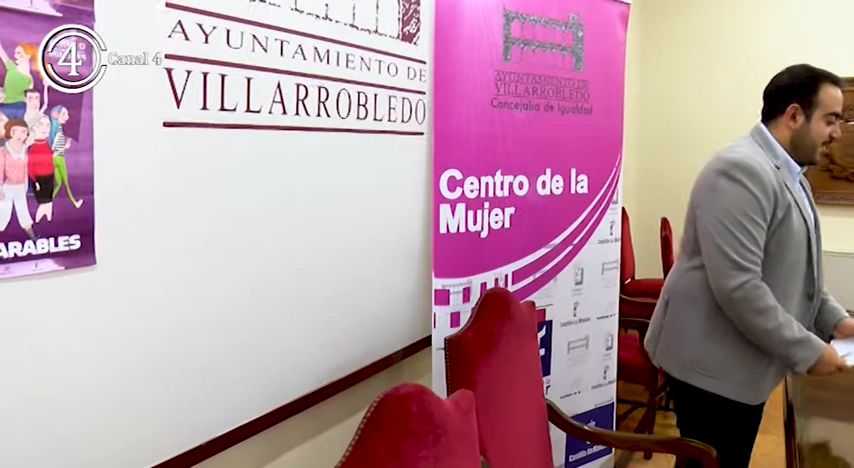 4 Canal 4
ARABLES
AYUNTAMIENTO DE
VILLARROBLEDO
AYUNTAMIENTO DE
VILLARROBLEDO
Concejalía de Igualdad
Centro de la
Mujer